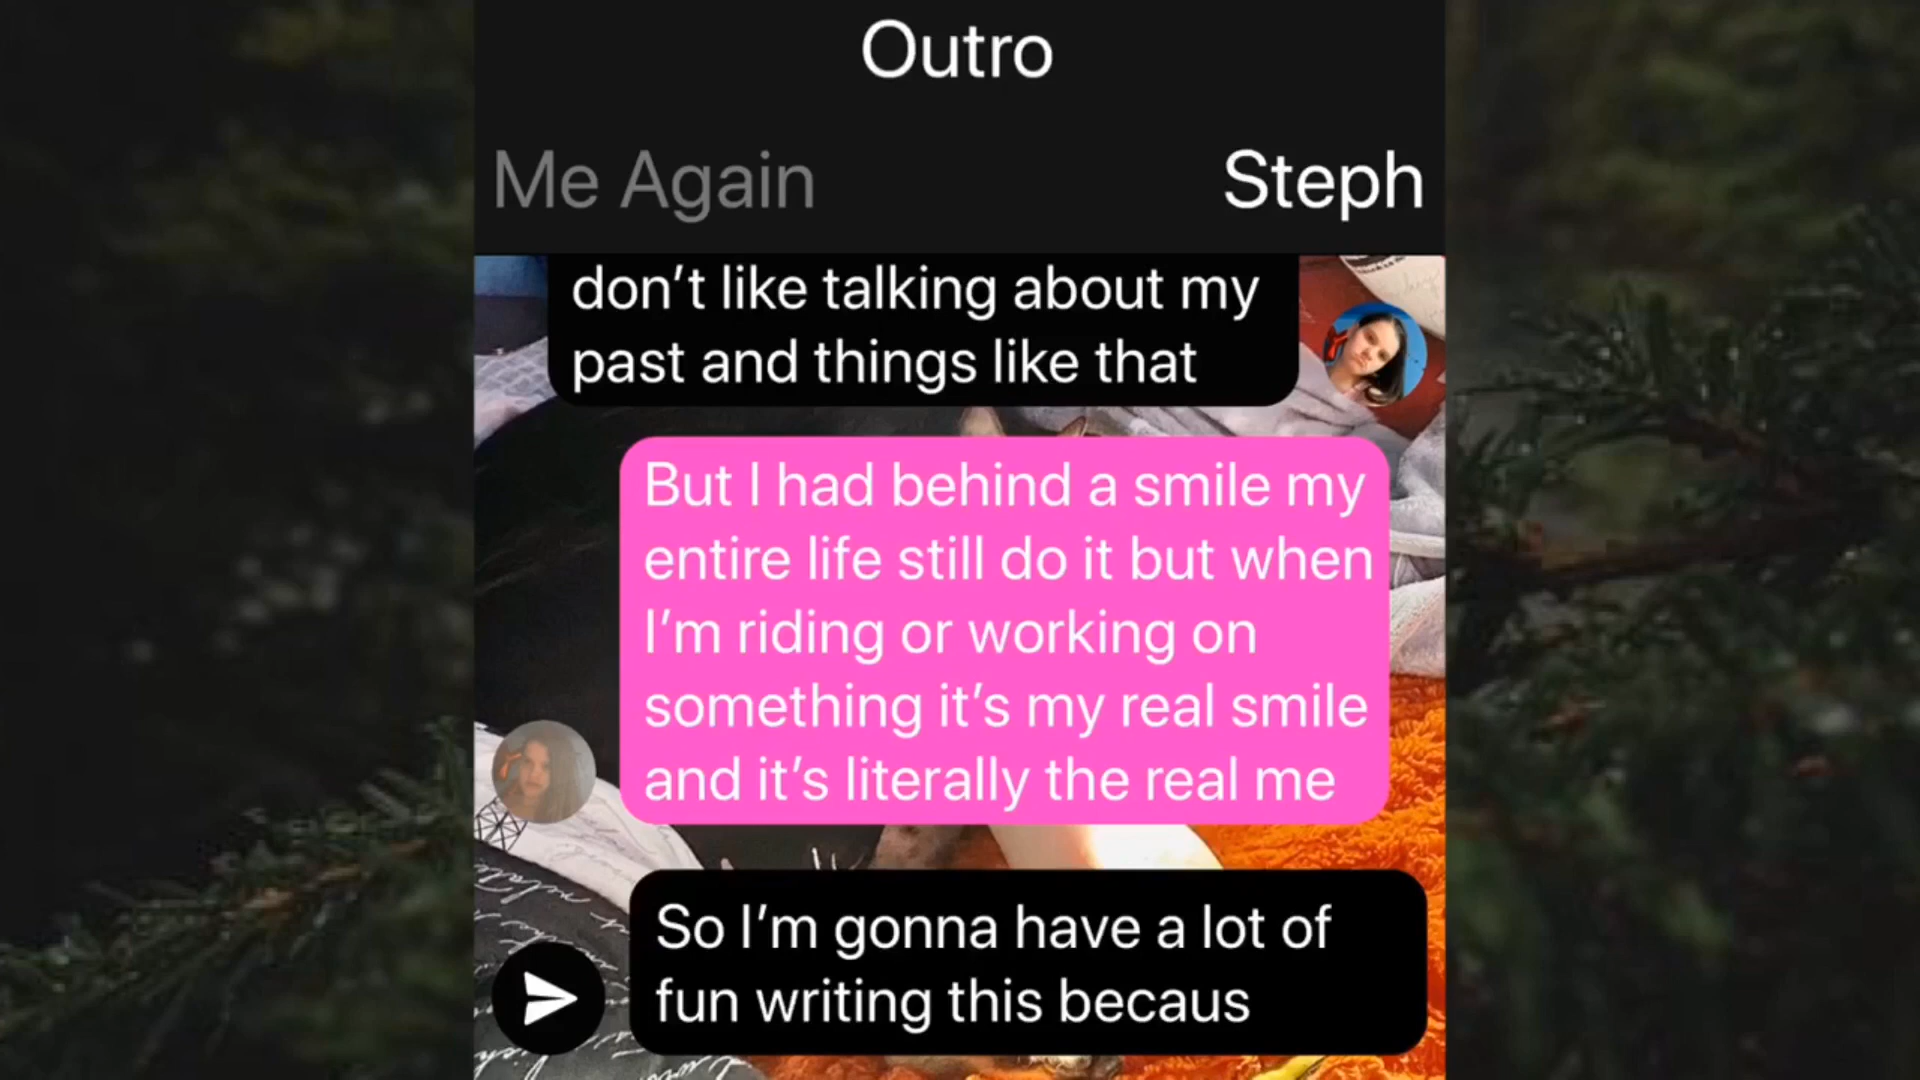 Outro
Me Again
Steph
don't like talking about my
past and things like that
But I had behind a smile my
entire life still do it but when
I'm riding or working on
something it's my real smile
and it's literally the real me
So I'm gonna have a lot of
fun writing this becaus